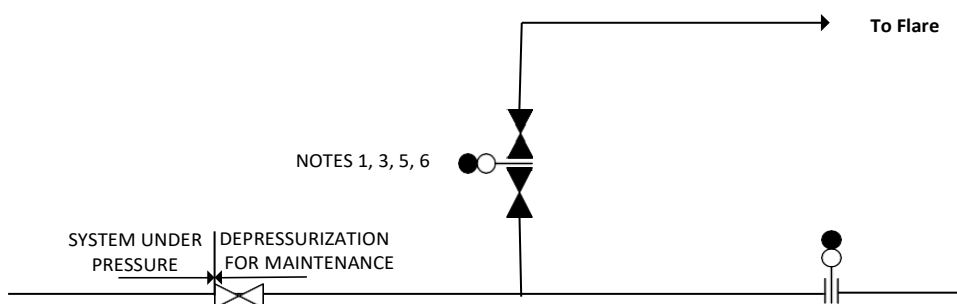 To Flare
NOTES 1, 3, 5, 6
SYSTEM UNDER PRESSURE
DEPRESSURIZATION FOR MAINTENANCE